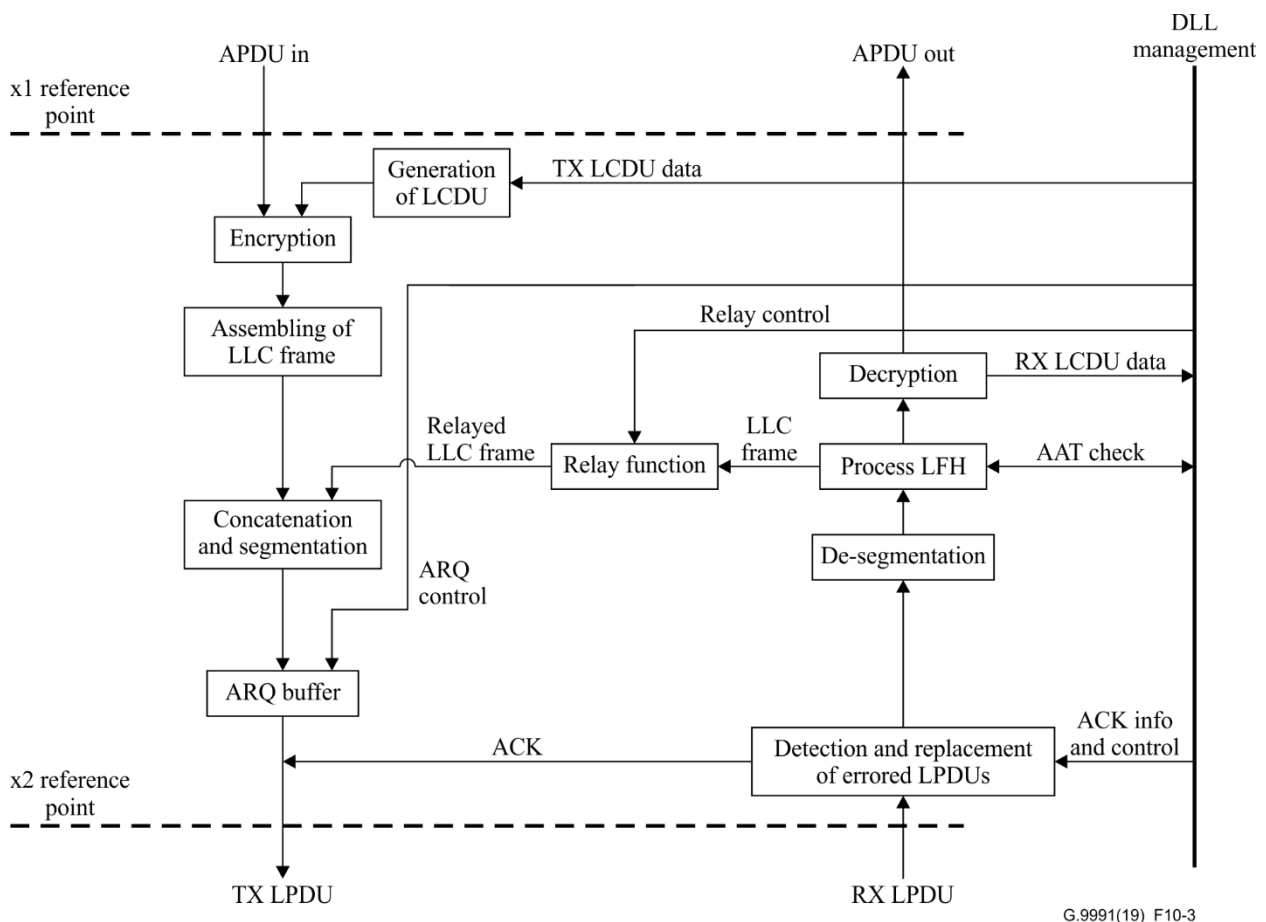 DLL
management
APDU in
APDU out
x1 reference
point
Generation
of LCDU
TX LCDU data
Encryption
Assembling of
LLC frame
Relay control
Decryption
RX LCDU data
Relayed
LLC frame
Relay function
LLC
frame
Process LFH
AAT check
Concatenation
and segmentation
De-segmentation
ARQ
control
ARQ buffer
ACK
Detection and replacement
of errored LPDUs
ACK info
and control
x2 reference
point
TX LPDU
RX LPDU
G.9991(19)_F10-3